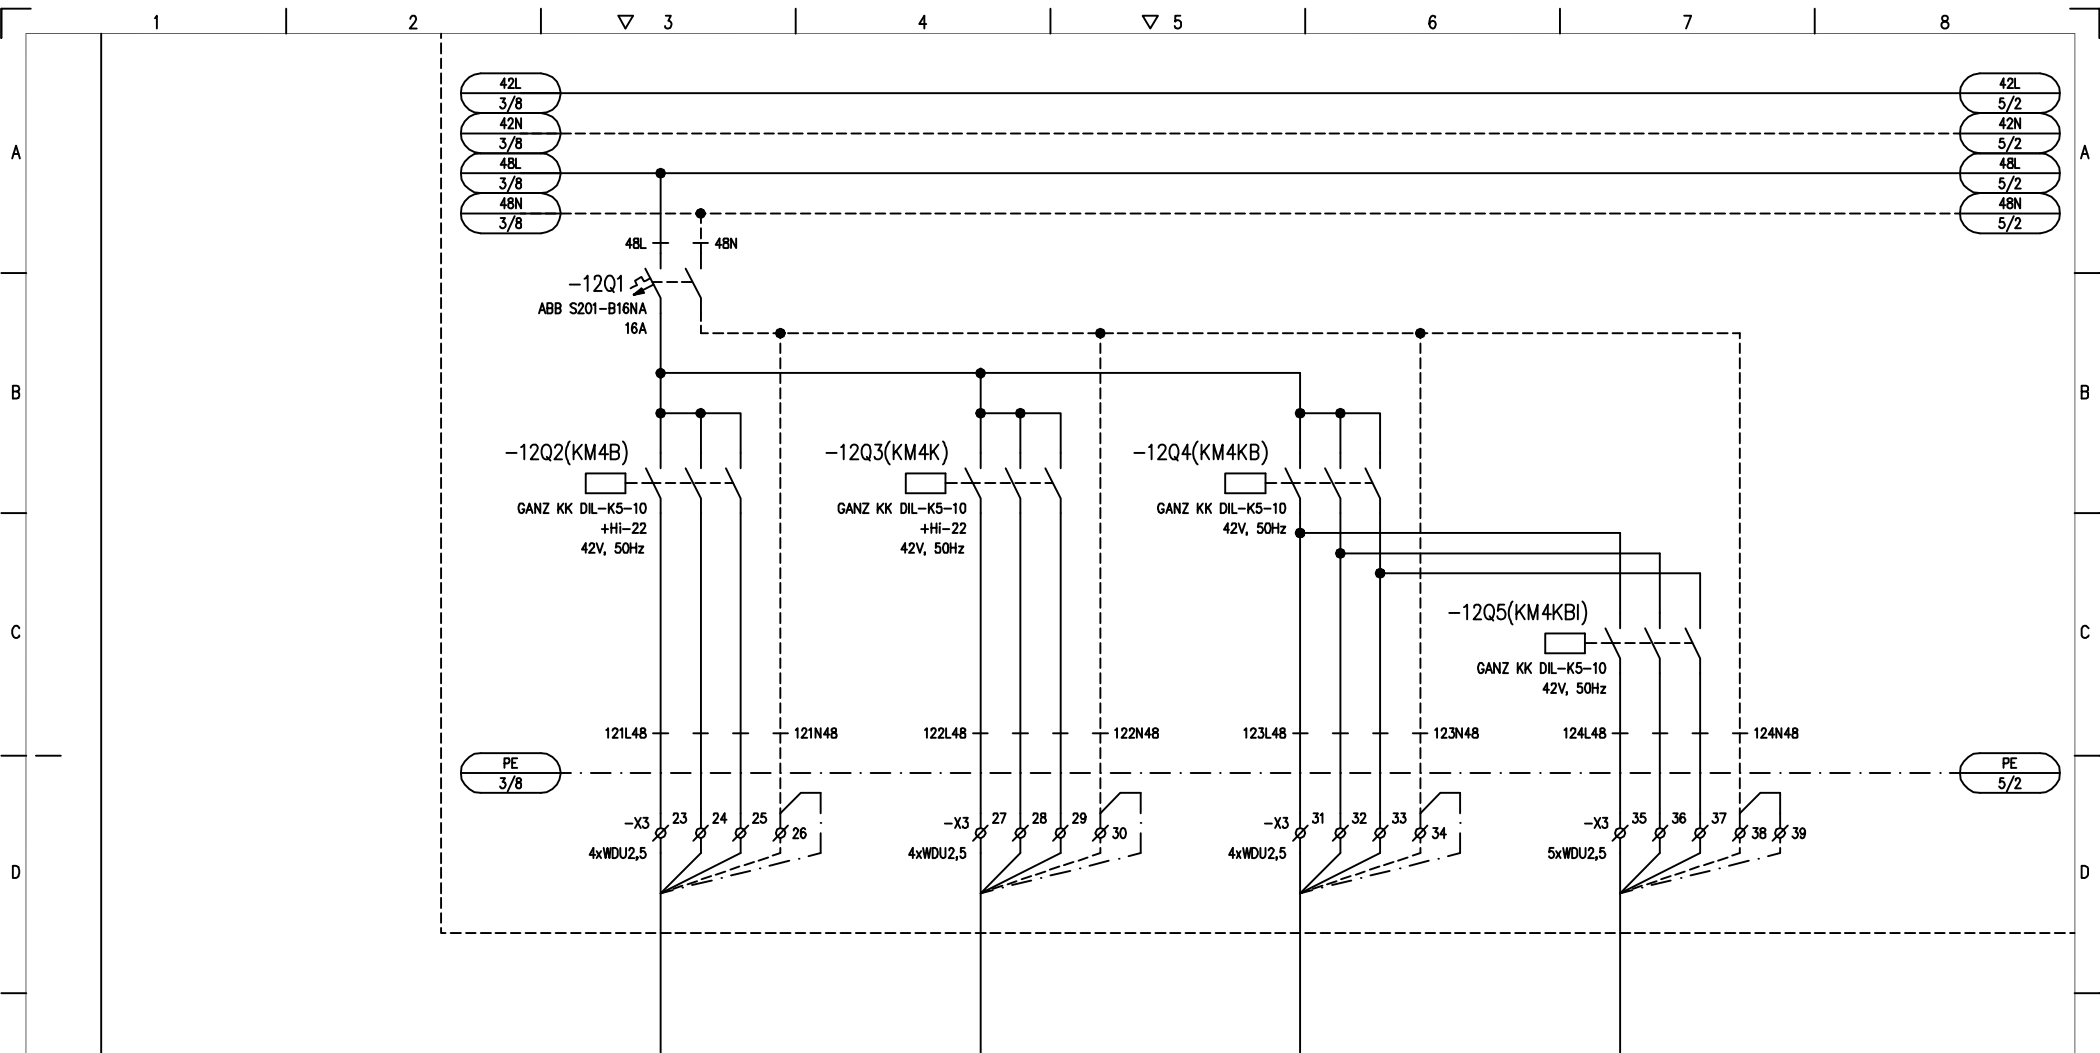 1 2 3 4 5 6 7 8
42L 42L
3/8 5/2
42N 42N
3/8 5/2
A A
48L 48L
3/8 5/2
48N 48N
3/8 5/2
48L 48N
-12Q1
ABB S201-B16NA
16A
B B
-12Q2(KM4B) -12Q3(KM4K) -12Q4(KM4KB)
GANZ KK DIL-K5-10 GANZ KK DIL-K5-10 GANZ KK DIL-K5-10
+Hi-22 +Hi-22 42V, 50Hz
42V, 50Hz 42V, 50Hz
-12Q5(KM4KBI)
C C
GANZ KK DIL-K5-10
42V, 50Hz
121L48 121N48 122L48 122N48 123L48 123N48 124L48 124N48
PE PE
3/8 5/2
-X3 23 24 25 26 -X3 27 28 29 30 -X3 31 32 33 34 -X3 35 36 37 38 39
4xWDU2,5 4xWDU2,5 4xWDU2,5 5xWDU2,5
D D